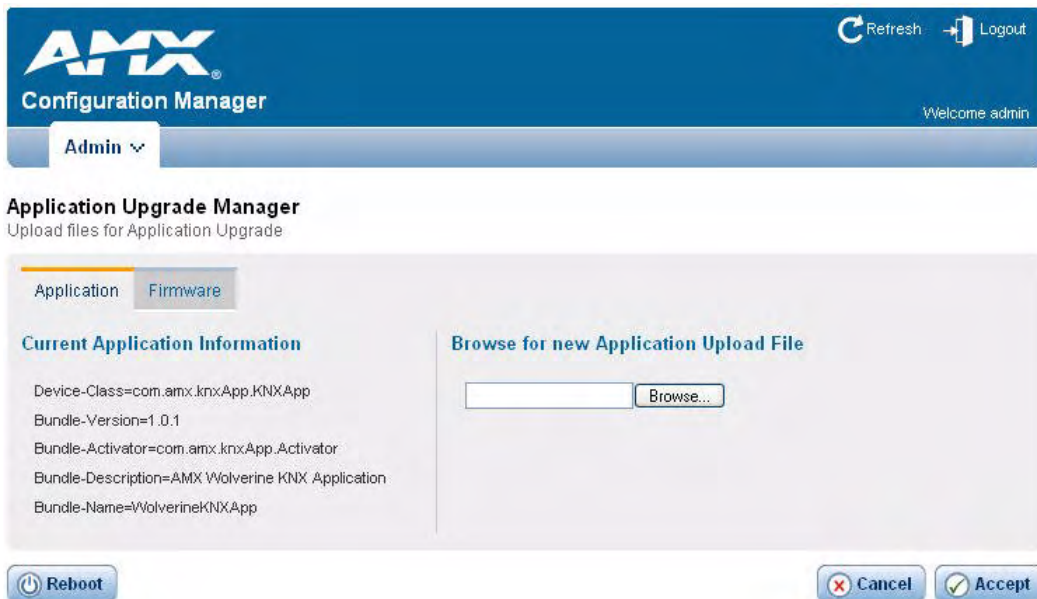 AMX®
Refresh Logout
Configuration Manager
Welcome admin
Admin
Application Upgrade Manager
Upload files for Application Upgrade
Application Firmware
Current Application Information
Device-Class=com.amx.knxApp.KNXApp
Bundle-Version=1.0.1
Bundle-Activator=com.amx.knxApp.Activator
Bundle-Description=AMX Wolverine KNX Application
Bundle-Name=WolverineKNXApp
Browse for new Application Upload File
Browse...
Reboot
Cancel Accept